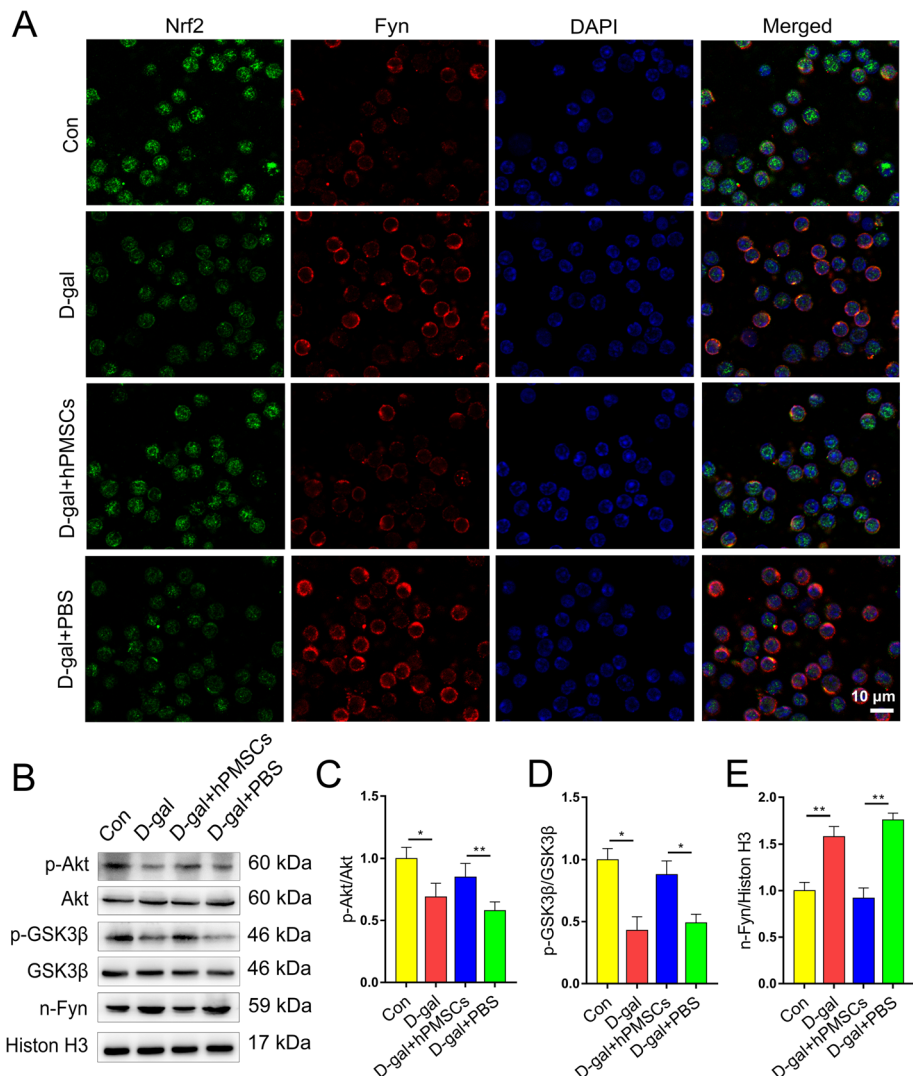 A
Nrf2 Fyn DAPI Merged
Con
D-gal
D-gal+hPMSCs
D-gal+PBS
10 μm
B
Con D-gal D-gal+hPMSCs D-gal+PBS
p-Akt 60 kDa
Akt 60 kDa
p-GSK3β 46 kDa
GSK3β 46 kDa
n-Fyn 59 kDa
Histon H3 17 kDa
C
p-Akt/Akt
1.5
1.0
0.5
0.0
* **
Con D-gal D-gal+hPMSCs D-gal+PBS
D
p-GSK3β/GSK3β
1.5
1.0
0.5
0.0
* *
Con D-gal D-gal+hPMSCs D-gal+PBS
E
n-Fyn/Histon H3
2.0
1.5
1.0
0.5
0.0
** **
Con D-gal D-gal+hPMSCs D-gal+PBS